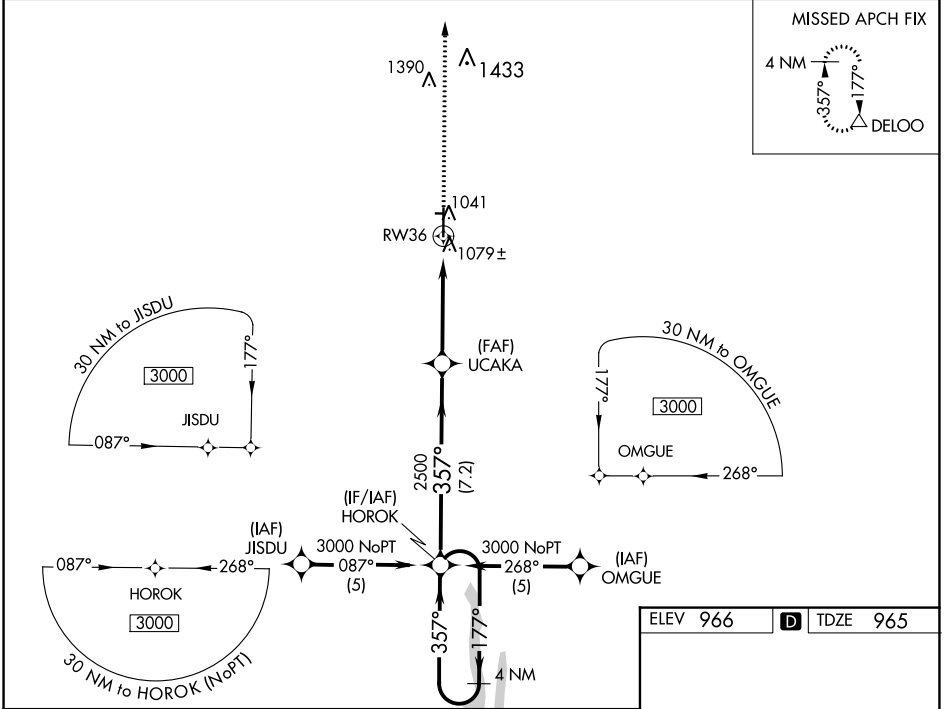 MISSED APCH FIX
4 NM
357°
177°
DELOO
1390
1433
1041
RW36
1079±
30 NM to JISDU
3000
177°
JISDU
087°
(FAF)
UCAKA
30 NM to OMGUE
177°
3000
OMGUE
268°
2500
357°
(7.2)
(IF/IAF)
HOROK
(IAF)
JISDU
3000 NoPT
087°
(5)
3000 NoPT
268°
(5)
(IAF)
OMGUE
087°
268°
HOROK
3000
30 NM to HOROK (NoPT)
357°
177°
4 NM
ELEV 966 D TDZE 965